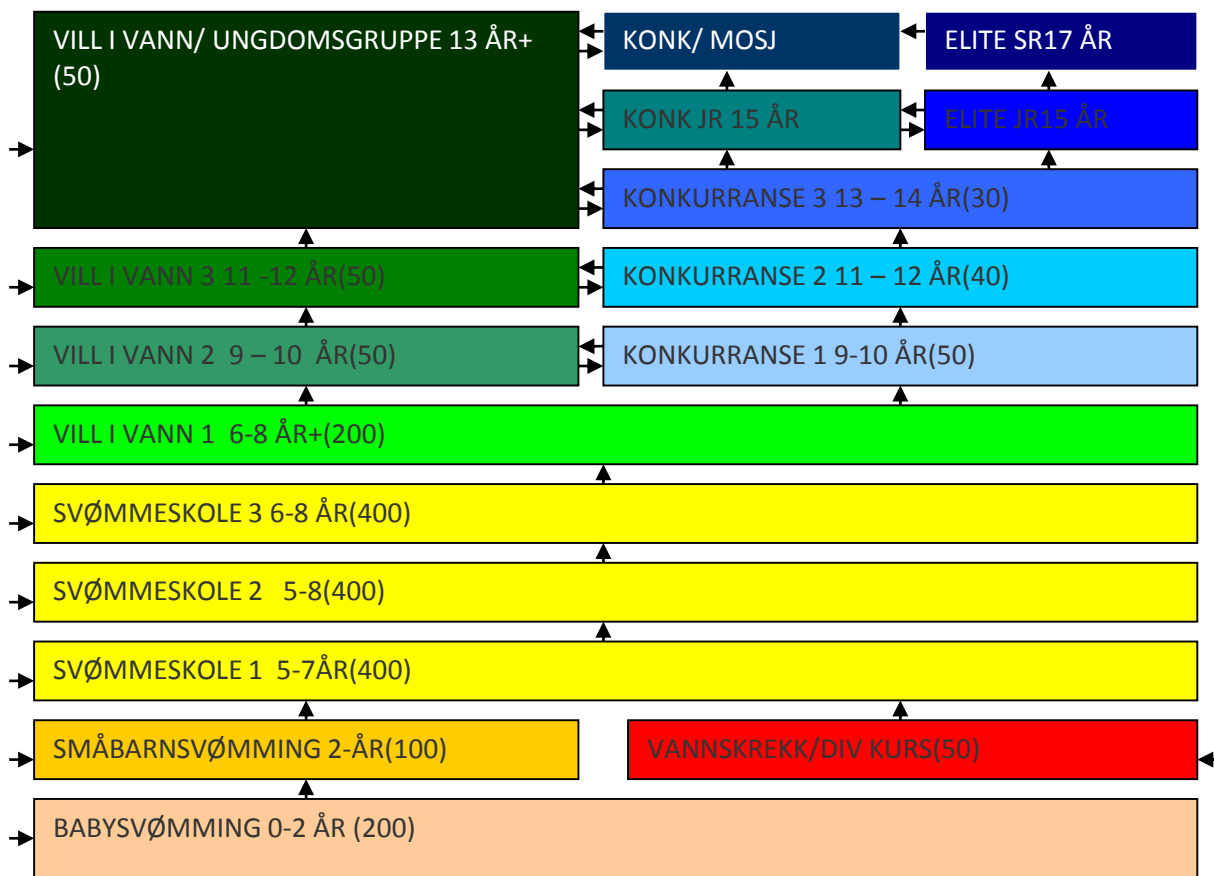 VILL I VANN/ UNGDOMSGRUPPE 13 ÅR+
(50)
KONK/ MOSJ
ELITE SR17 ÅR
KONK JR 15 ÅR
ELITE JR15 ÅR
KONKURRANSE 3 13 – 14 ÅR(30)
VILL I VANN 3 11 -12 ÅR(50)
KONKURRANSE 2 11 – 12 ÅR(40)
VILL I VANN 2  9 – 10  ÅR(50)
KONKURRANSE 1 9-10 ÅR(50)
VILL I VANN 1  6-8 ÅR+(200)
SVØMMESKOLE 3 6-8 ÅR(400)
SVØMMESKOLE 2   5-8(400)
SVØMMESKOLE 1  5-7ÅR(400)
SMÅBARNSVØMMING 2-ÅR(100)
VANNSKREKK/DIV KURS(50)
BABYSVØMMING 0-2 ÅR (200)